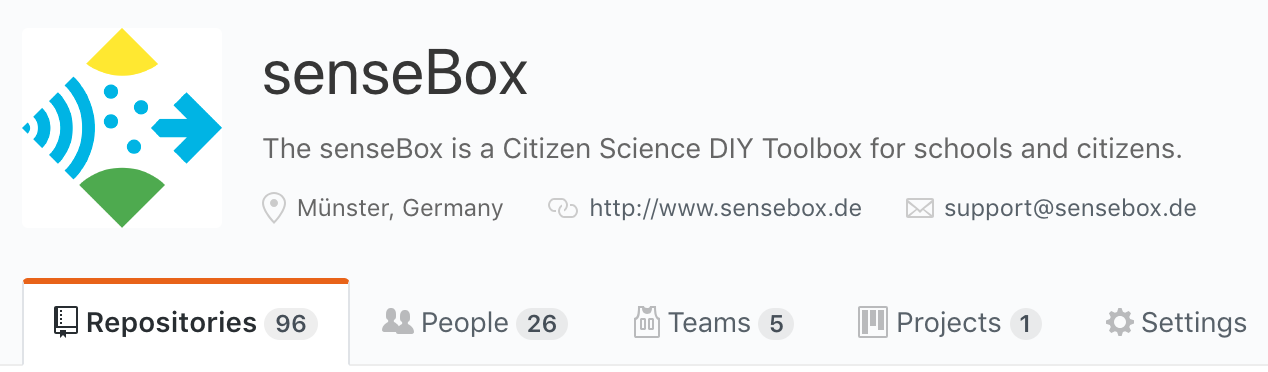 senseBox
The senseBox is a Citizen Science DIY Toolbox for schools and citizens.
Münster, Germany http://www.sensebox.de support@sensebox.de
Repositories 96 People 26 Teams 5 Projects 1 Settings